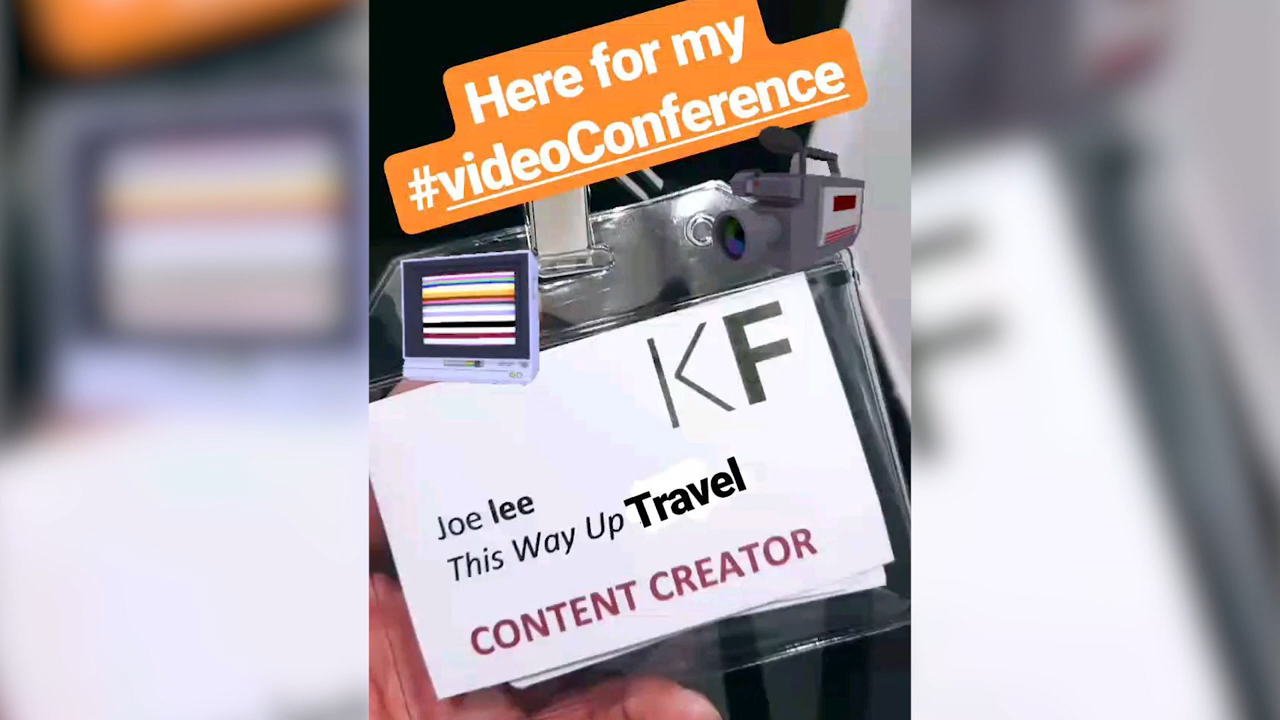 Here for my
#videoConference
KF
Joe lee
This Way Up Travel
CONTENT CREATOR